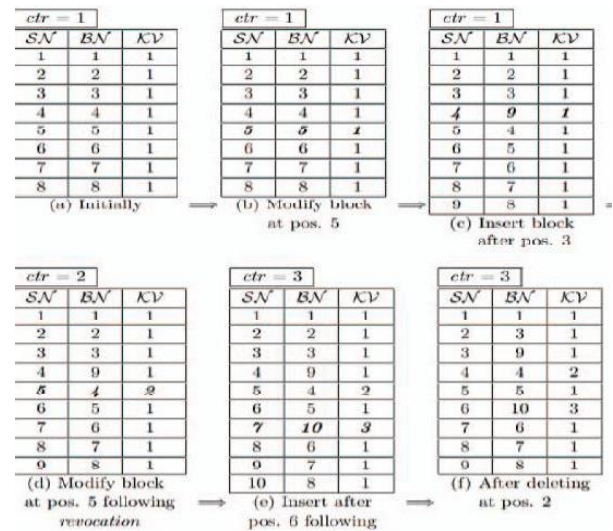 ctr = 1
SN BN KV
1 1 1
2 2 1
3 3 1
4 4 1
5 5 1
6 6 1
7 7 1
8 8 1
(a) Initially
ctr = 1
SN BN KV
1 1 1
2 2 1
3 3 1
4 4 1
5 5 1
6 6 1
7 7 1
8 8 1
(b) Modify block
at pos. 5
ctr = 1
SN BN KV
1 1 1
2 2 1
3 3 1
4 9 1
5 4 1
6 5 1
7 6 1
8 7 1
9 8 1
(c) Insert block
after pos. 3
ctr = 2
SN BN KV
1 1 1
2 2 1
3 3 1
4 9 1
5 4 2
6 5 1
7 6 1
8 7 1
9 8 1
(d) Modify block
at pos. 5 following
revocation
ctr = 3
SN BN KV
1 1 1
2 2 1
3 3 1
4 9 1
5 4 2
6 5 1
7 10 3
8 6 1
9 7 1
10 8 1
(e) Insert after
pos. 6 following
ctr = 3
SN BN KV
1 1 1
2 3 1
3 9 1
4 4 2
5 5 1
6 10 3
7 6 1
8 7 1
9 8 1
(f) After deleting
at pos. 2